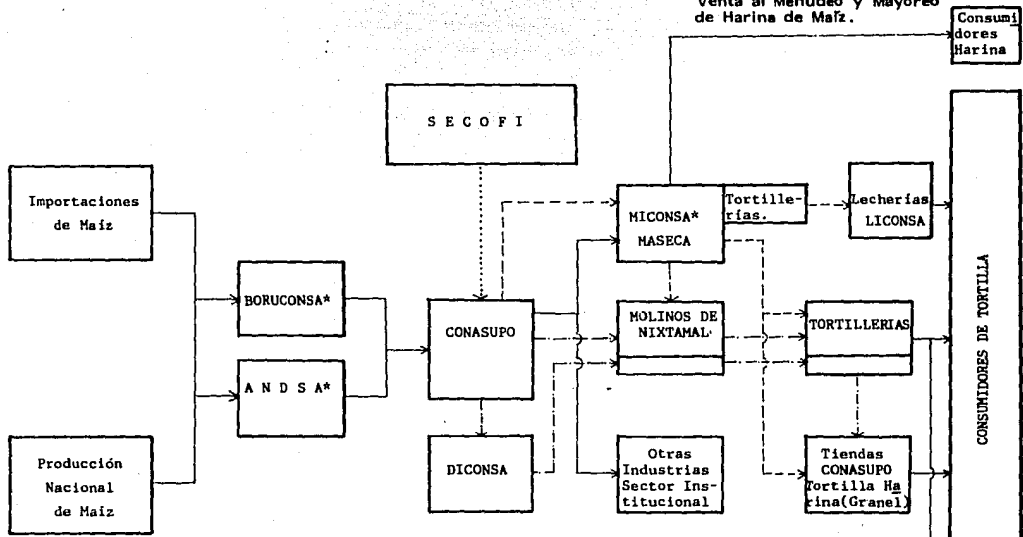 Venta al Menudeo y Mayoreo
de Harina de Maíz.
Consumi
dores
Harina
S E C O F I
Importaciones
de Maíz
MICONSA*
MASECA
Tortille-
rías.
Lecherías
LICONSA
BORUCONSA*
CONASUPO
MOLINOS DE
NIXTAMAL
TORTILLERIAS
A N D S A*
CONSUMIDORES DE TORTILLA
Producción
Nacional
de Maíz
DICONSA
Otras
Industrias
Sector Ins-
titucional
Tiendas
CONASUPO
Tortilla Ha
rina(Granel)